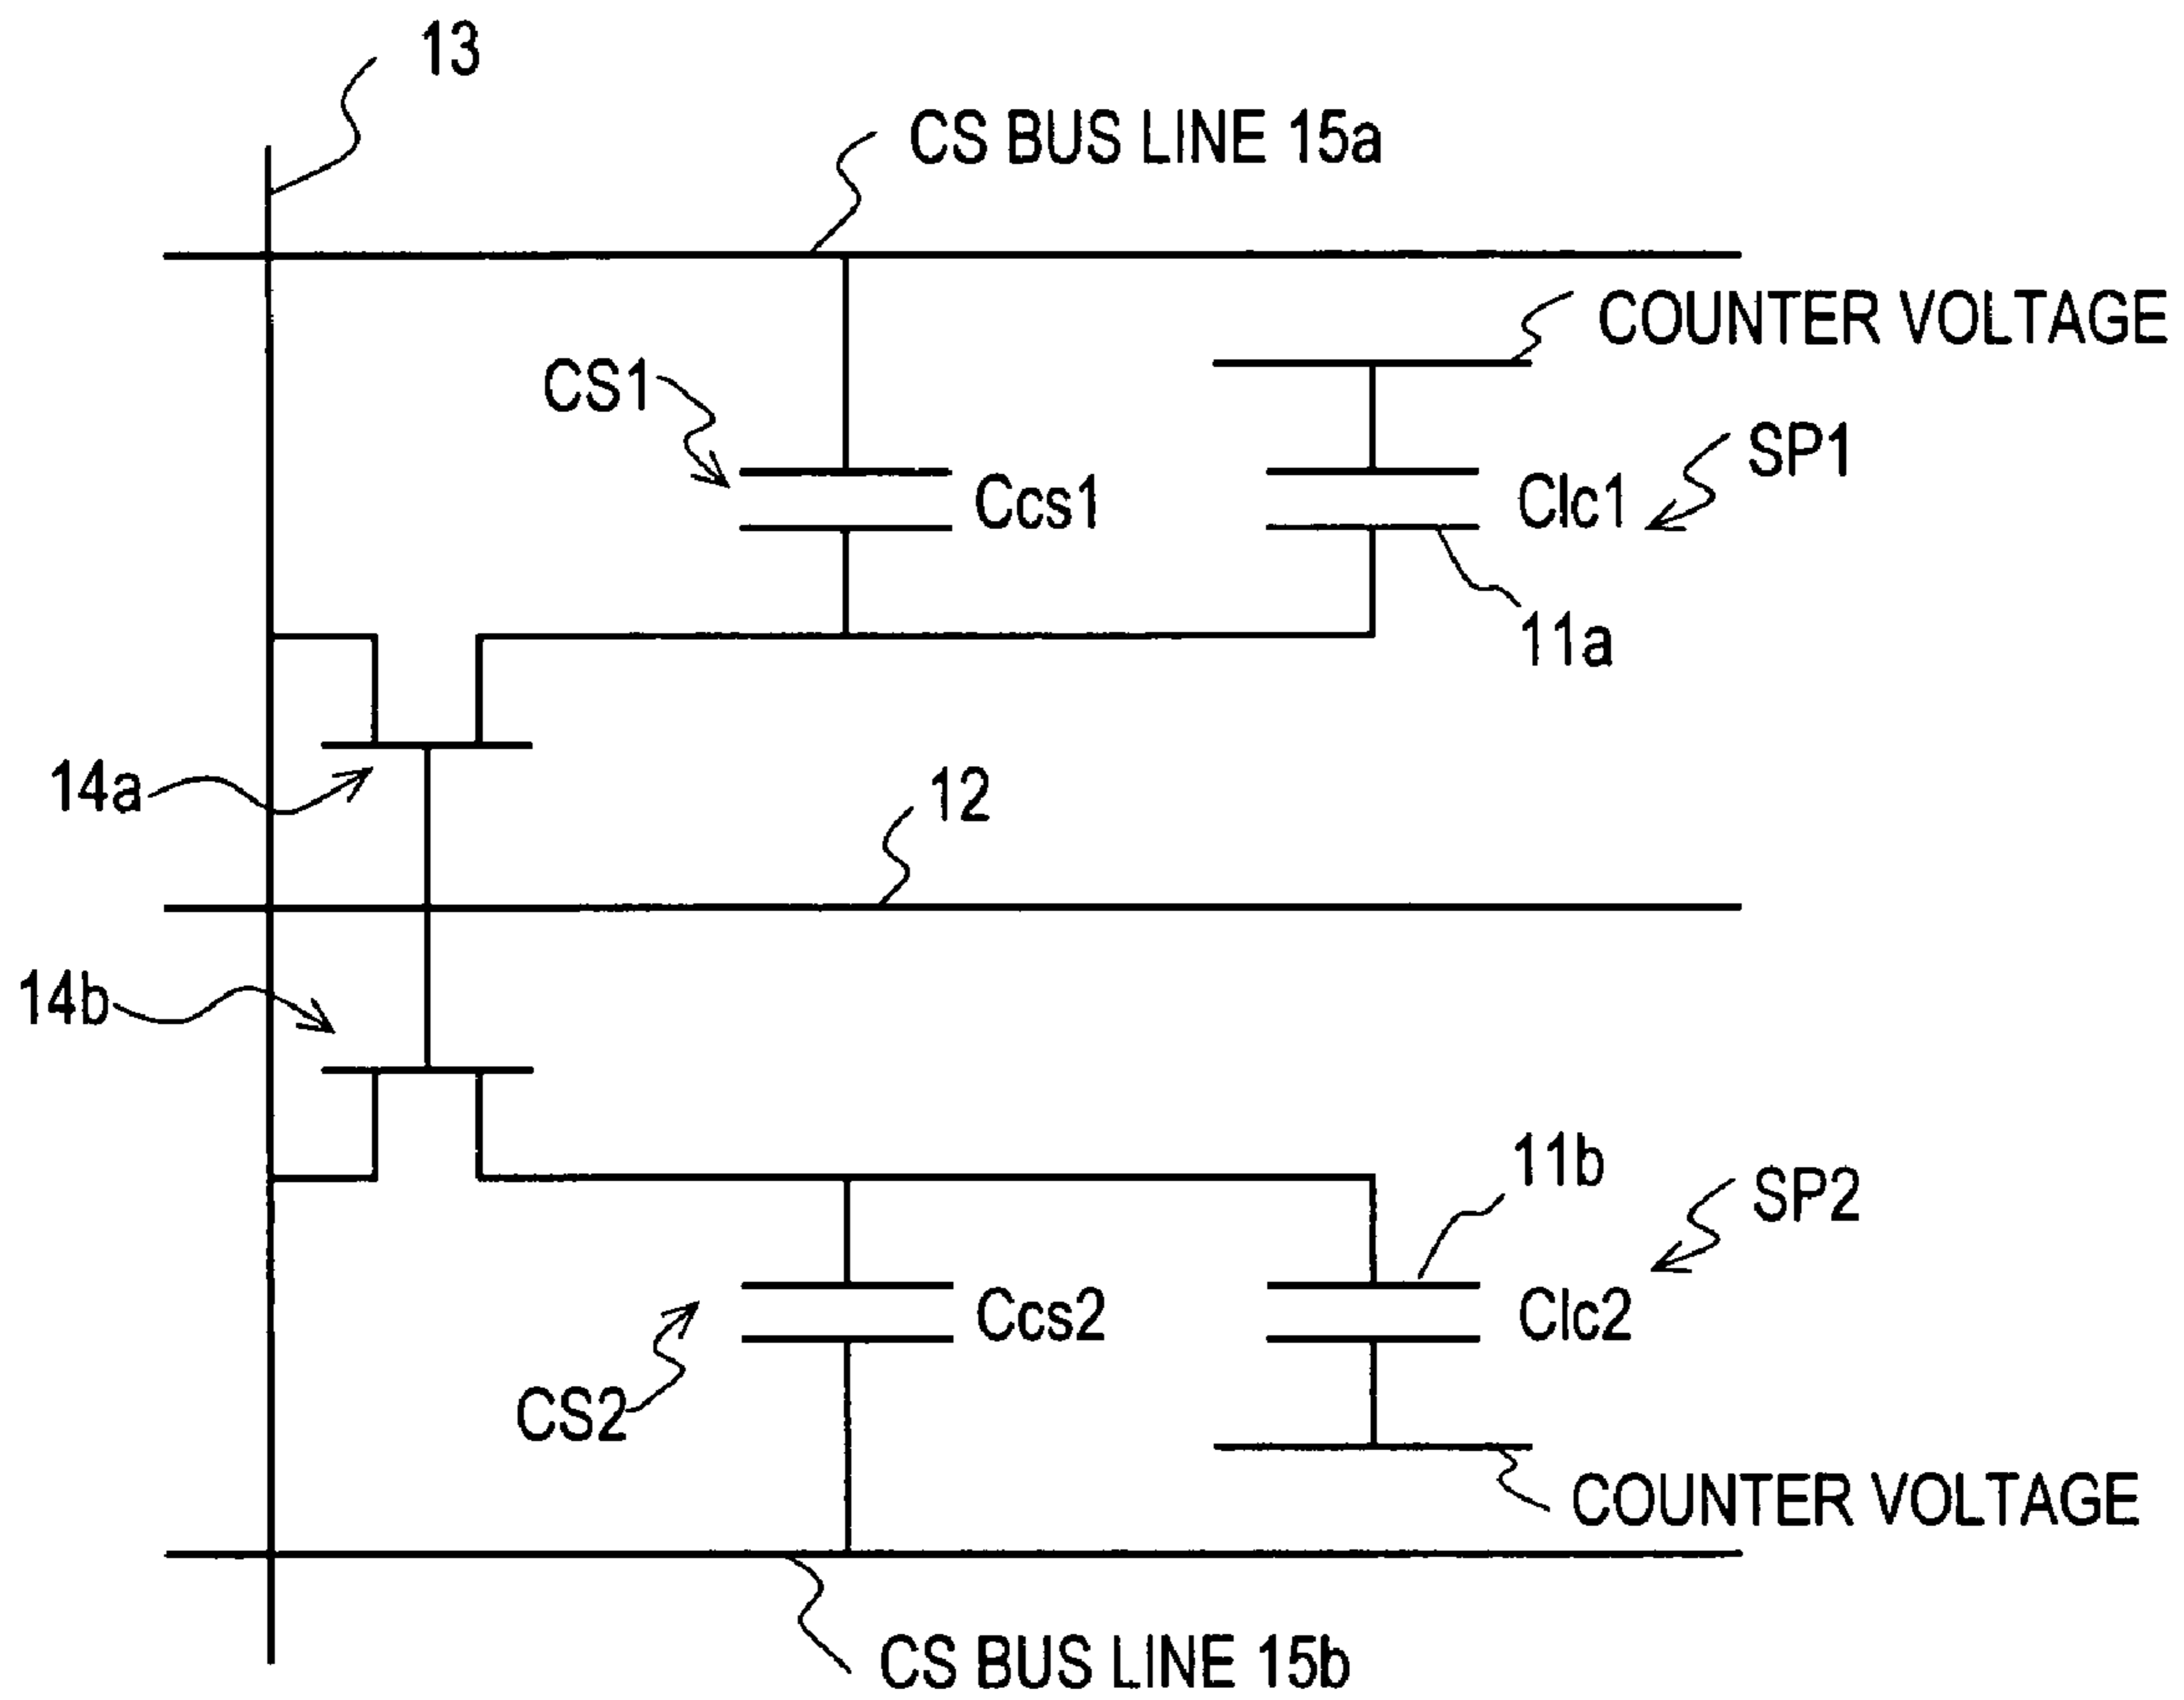 13
CS BUS LINE 15a
COUNTER VOLTAGE
CS1
SP1
Ccs1
Clc1
11a
14a
12
14b
11b
SP2
Ccs2
Clc2
CS2
COUNTER VOLTAGE
CS BUS LINE 15b